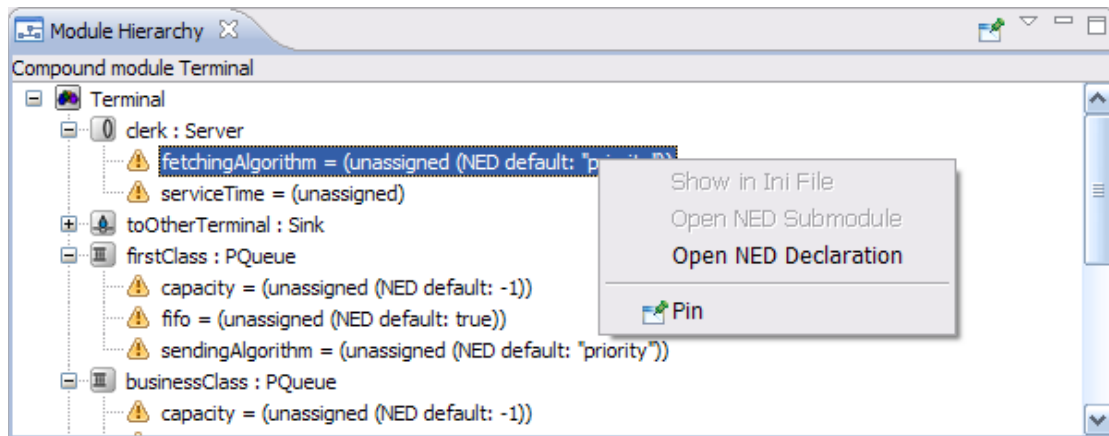 Module Hierarchy
Compound module Terminal
Terminal
clerk : Server
fetchingAlgorithm = (unassigned (NED default: "priority"))
serviceTime = (unassigned)
toOtherTerminal : Sink
firstClass : PQueue
capacity = (unassigned (NED default: -1))
fifo = (unassigned (NED default: true))
sendingAlgorithm = (unassigned (NED default: "priority"))
businessClass : PQueue
capacity = (unassigned (NED default: -1))
Show in Ini File
Open NED Submodule
Open NED Declaration
Pin